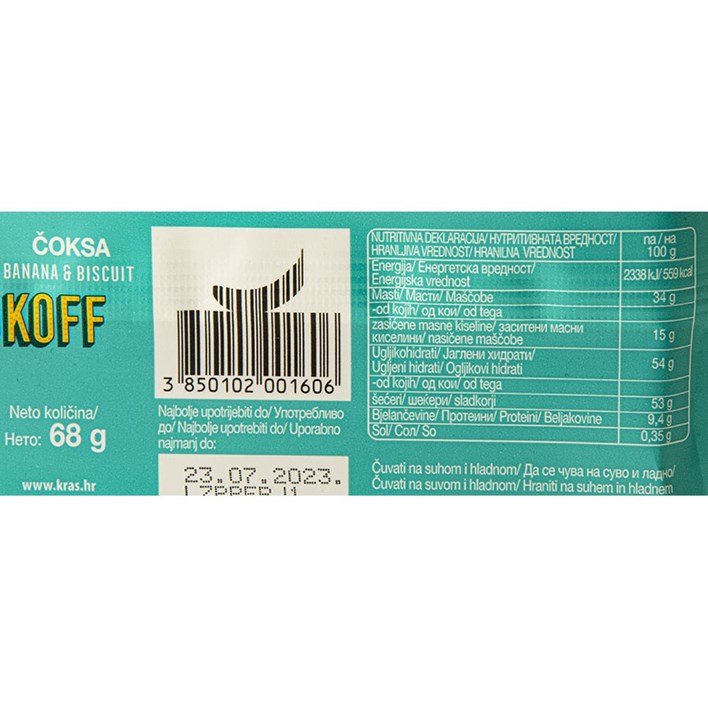 ČOKSA
BANANA & BISCUIT
KOFF
Neto količina/
Нето: 68 g
www.kras.hr
3 850102 001606
Najbolje upotrijebiti do/ Употребливо
до/ Najbolje upotrebiti do/ Uporabno
najmanj do:
23.07.2023.
NUTRITIVNA DEKLARACIJA/ НУТРИТИВНАТА ВРЕДНОСТ/
HRANLJIVA VREDNOST/ HRANILNA VREDNOST
na / на
100 g
Energija/ Енергетска вредност/
Energijska vrednost
2338 kJ/ 559 kcal
Masti/ Масти/ Maščobe
34 g
-od kojih/ од кои/ od tega
zasićene masne kiseline/ заситени масни
киселини/ nasičene maščobe
15 g
Ugljikohidrati/ Јаглени хидрати/
Ugljeni hidrati/ Ogljikovi hidrati
54 g
-od kojih/ од кои/ od tega
šećeri/ шеќери/ sladkorji
53 g
Bjelančevine/ Протеини/ Proteini/ Beljakovine
9,4 g
Sol/ Сол/ So
0,35 g
Čuvati na suhom i hladnom/ Да се чува на суво и ладно/
Čuvati na suvom i hladnom/ Hraniti na suhem in hladnem